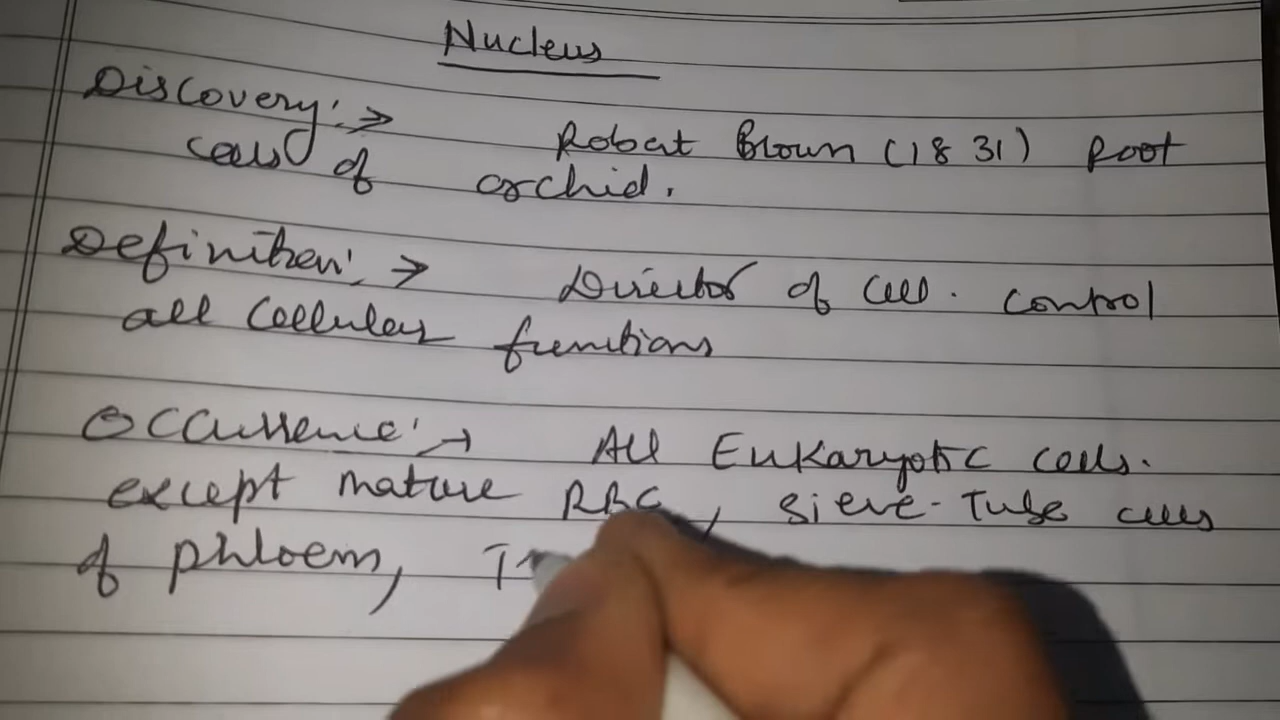 Nucleus
Discovery:->
Robert Brown (1831) Root
cells of orchid.
Definition:->
Director of cell. control
all cellular functions
Occurrence:->
All Eukaryotic cells.
except mature RBC, sieve-Tube cells
of phloem,